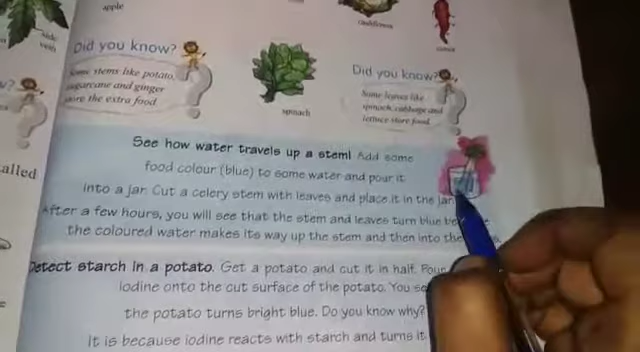 apple
cauliflower
side
vein
Did you know?
Some stems like potato,
sugarcane and ginger
store the extra food.
spinach
Did you know?
Some leaves like
spinach, cabbage and
lettuce store food.
alled
See how water travels up a stem! Add some
food colour (blue) to some water and pour it
into a jar. Cut a celery stem with leaves and place it in the jar.
After a few hours, you will see that the stem and leaves turn blue
the coloured water makes its way up the stem and then into the
Detect starch in a potato. Get a potato and cut it in half. Pour
iodine onto the cut surface of the potato. You
the potato turns bright blue. Do you know why?
It is because iodine reacts with starch and turns it